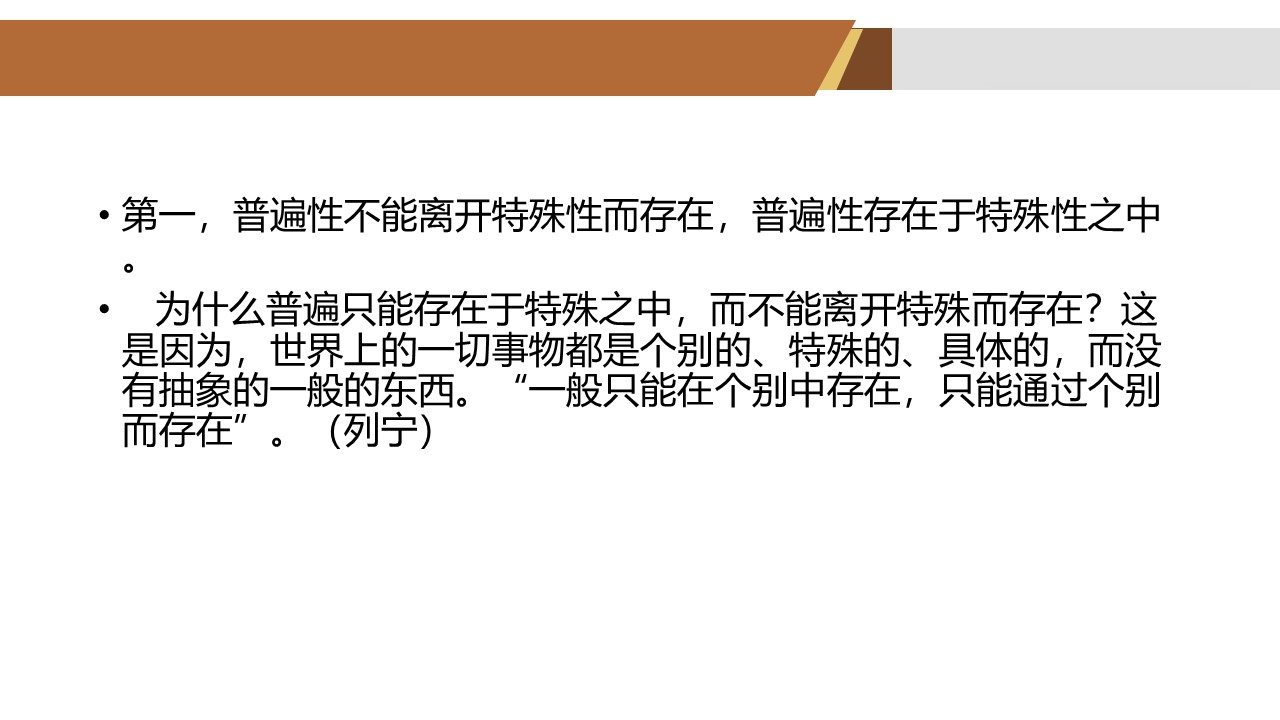 • 第一，普遍性不能离开特殊性而存在，普遍性存在于特殊性之中
。
• 为什么普遍只能存在于特殊之中，而不能离开特殊而存在？这
是因为，世界上的一切事物都是个别的、特殊的、具体的，而没
有抽象的一般的东西。“一般只能在个别中存在，只能通过个别
而存在”。（列宁）